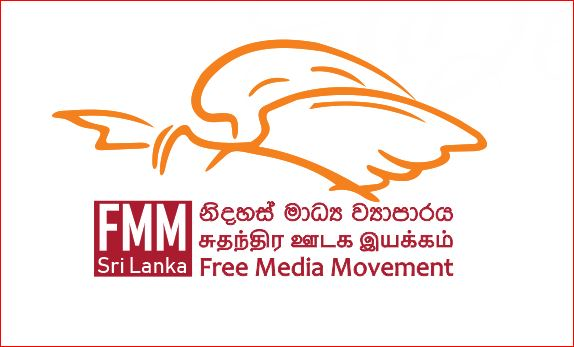 FMM
Sri Lanka
නිදහස් මාධ්‍ය ව්‍යාපාරය
சுதந்திர ஊடக இயக்கம்
Free Media Movement